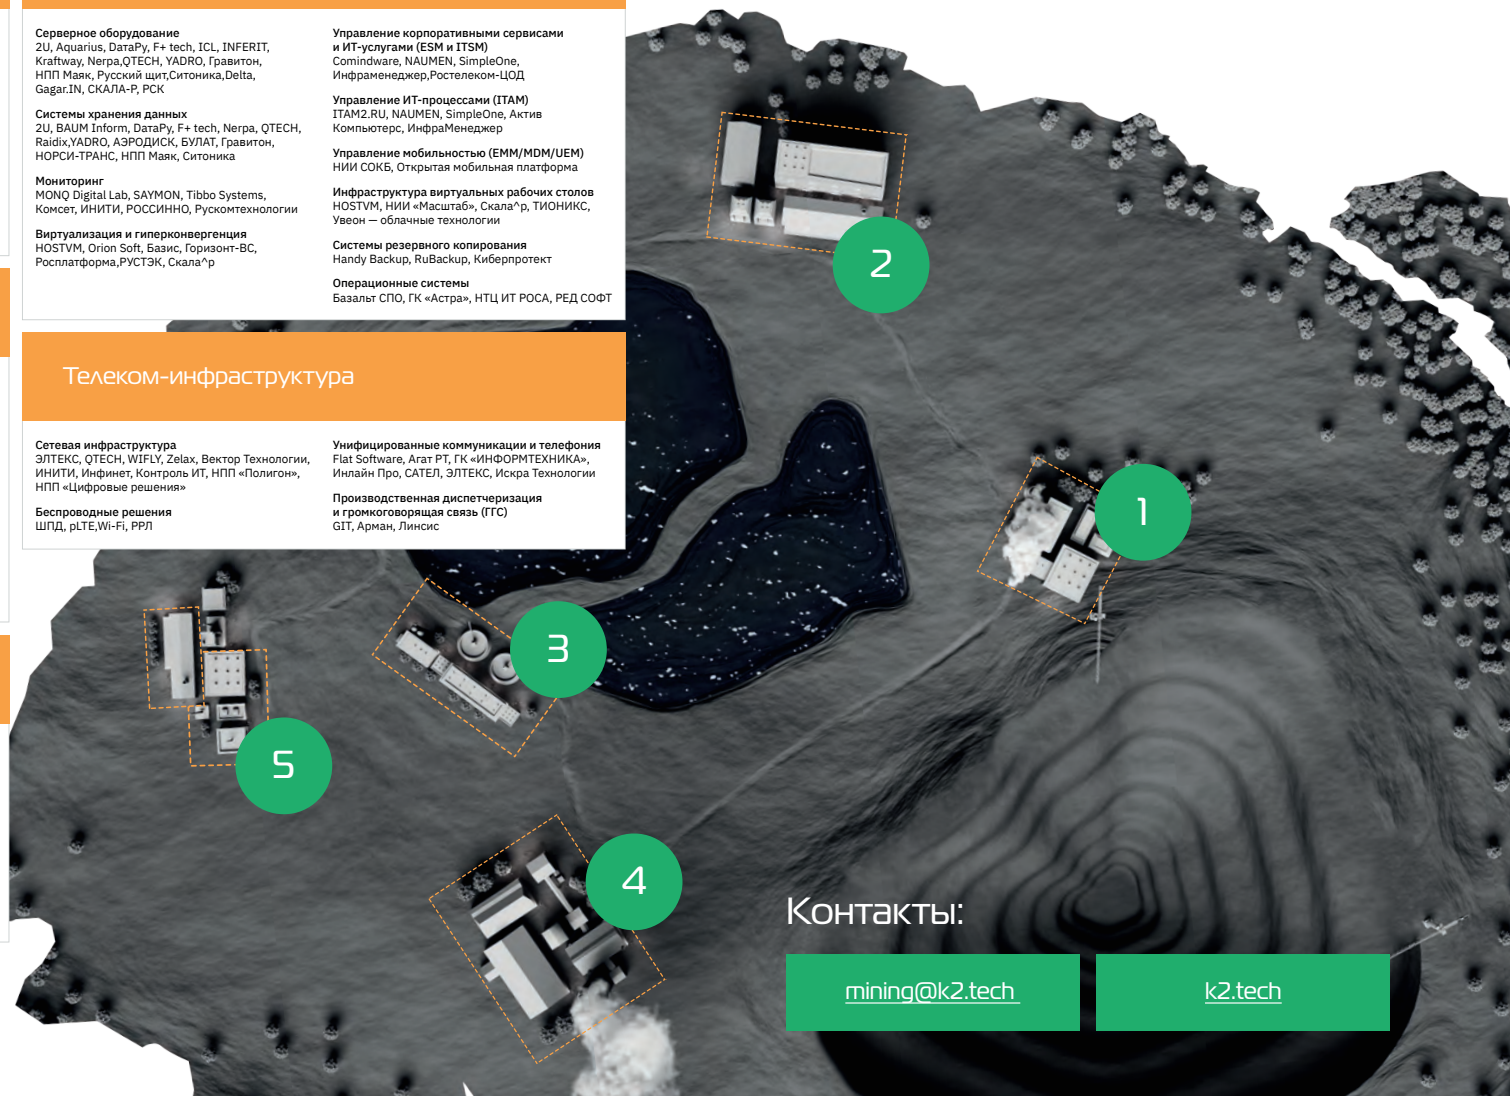 Серверное оборудование
2U, Aquarius, DатаРу, F+ tech, ICL, INFERIT,
Kraftway, Nerpa,QTECH, YADRO, Гравитон,
НПП Маяк, Русский щит,Ситоника,Delta,
Gagar.IN, СКАЛА-Р, РСК
Системы хранения данных
2U, BAUM Inform, DатаРу, F+ tech, Nerpa, QTECH,
Raidix,YADRO, АЭРОДИСК, БУЛАТ, Гравитон,
НОРСИ-ТРАНС, НПП Маяк, Ситоника
Мониторинг
MONQ Digital Lab, SAYMON, Tibbo Systems,
Комсет, ИНИТИ, РОССИННО, Рускомтехнологии
Виртуализация и гиперконвергенция
HOSTVM, Orion Soft, Базис, Горизонт-ВС,
Росплатформа,РУСТЭК, Скала^р
Управление корпоративными сервисами
и ИТ-услугами (ESM и ITSM)
Comindware, NAUMEN, SimpleOne,
Инфраменеджер,Ростелеком-ЦОД
Управление ИТ-процессами (ITAM)
ITAM2.RU, NAUMEN, SimpleOne, Актив
Компьютерс, ИнфраМенеджер
Управление мобильностью (EMM/MDM/UEM)
НИИ СОКБ, Открытая мобильная платформа
Инфраструктура виртуальных рабочих столов
HOSTVM, НИИ «Масштаб», Скала^р, ТИОНИКС,
Увеон — облачные технологии
Системы резервного копирования
Handy Backup, RuBackup, Киберпротект
Операционные системы
Базальт СПО, ГК «Астра», НТЦ ИТ РОСА, РЕД СОФТ
Телеком-инфраструктура
Сетевая инфраструктура
ЭЛТЕКС, QTECH, WIFLY, Zelax, Вектор Технологии,
ИНИТИ, Инфинет, Контроль ИТ, НПП «Полигон»,
НПП «Цифровые решения»
Беспроводные решения
ШПД, pLTE,Wi-Fi, РРЛ
Унифицированные коммуникации и телефония
Flat Software, Агат РТ, ГК «ИНФОРМТЕХНИКА»,
Инлайн Про, САТЕЛ, ЭЛТЕКС, Искра Технологии
Производственная диспетчеризация
и громкоговорящая связь (ГГС)
GIT, Арман, Линсис
2
1
3
5
4
Контакты:
mining@k2.tech
k2.tech